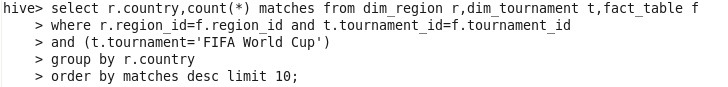 hive> select r.country,count(*) matches from dim_region r,dim_tournament t,fact_table f
    > where r.region_id=f.region_id and t.tournament_id=f.tournament_id
    > and (t.tournament='FIFA World Cup')
    > group by r.country
    > order by matches desc limit 10;